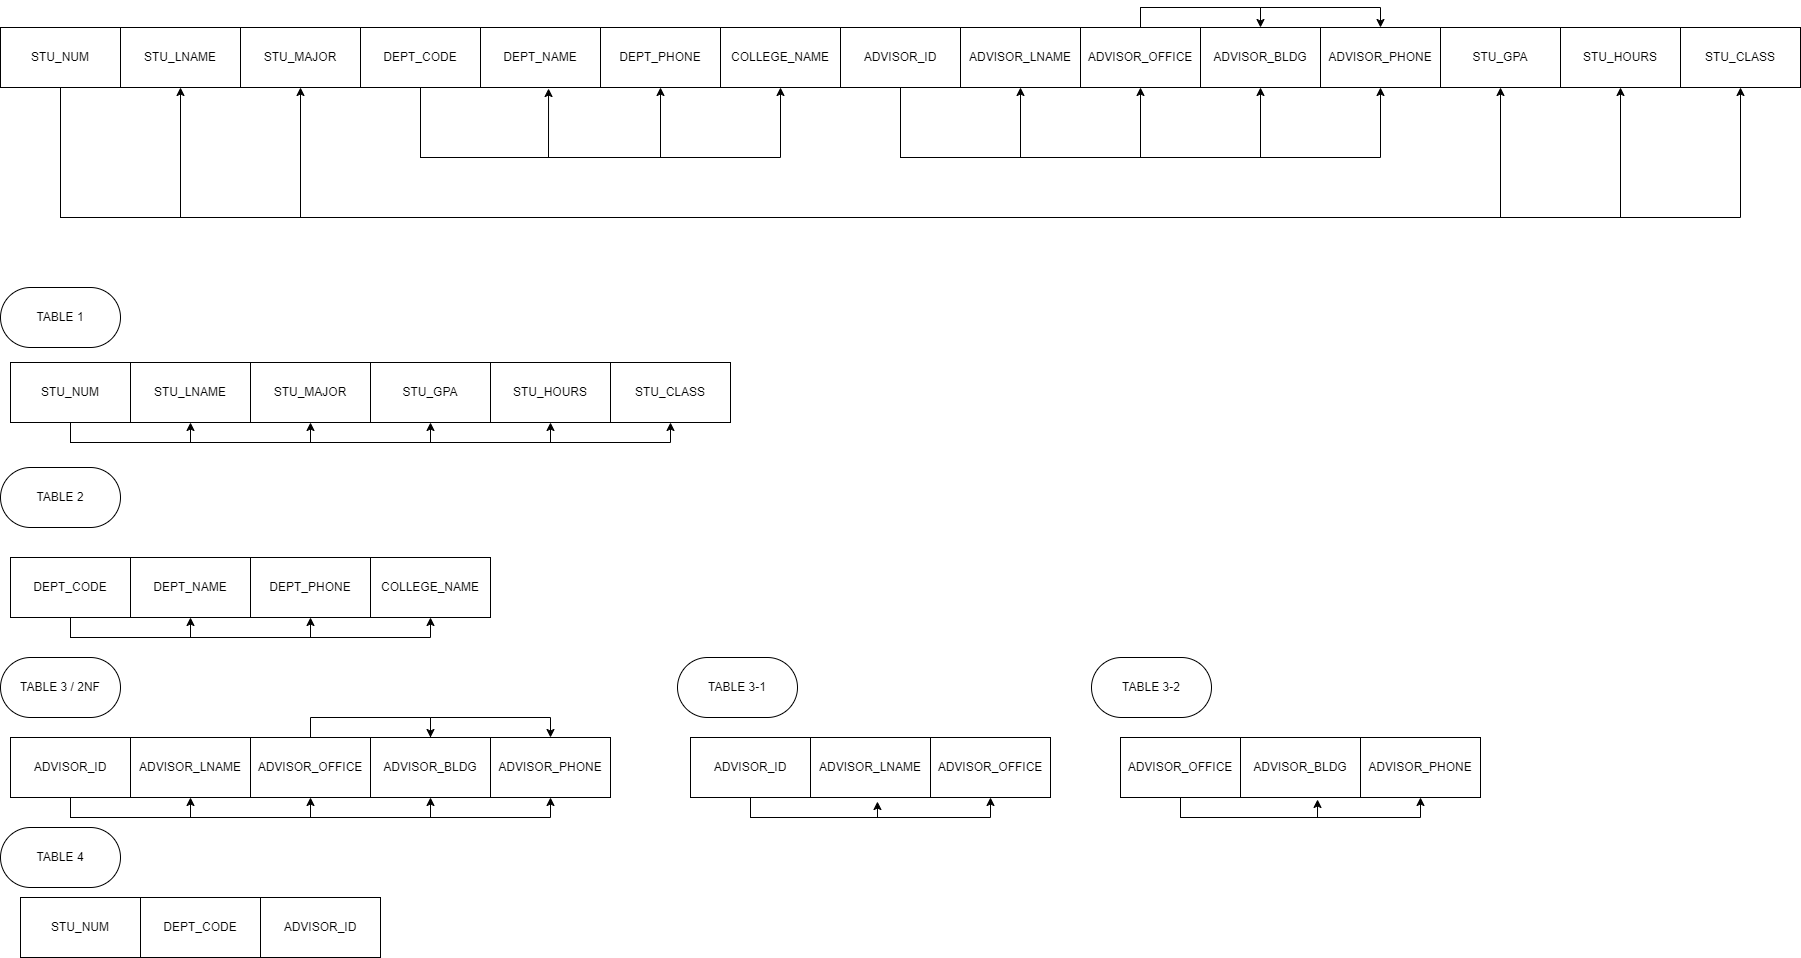 STU_NUM STU_LNAME STU_MAJOR DEPT_CODE DEPT_NAME DEPT_PHONE COLLEGE_NAME ADVISOR_ID ADVISOR_LNAME ADVISOR_OFFICE ADVISOR_BLDG ADVISOR_PHONE STU_GPA STU_HOURS STU_CLASS
TABLE 1
STU_NUM STU_LNAME STU_MAJOR STU_GPA STU_HOURS STU_CLASS
TABLE 2
DEPT_CODE DEPT_NAME DEPT_PHONE COLLEGE_NAME
TABLE 3 / 2NF TABLE 3-1 TABLE 3-2
ADVISOR_ID ADVISOR_LNAME ADVISOR_OFFICE ADVISOR_BLDG ADVISOR_PHONE ADVISOR_ID ADVISOR_LNAME ADVISOR_OFFICE ADVISOR_OFFICE ADVISOR_BLDG ADVISOR_PHONE
TABLE 4
STU_NUM DEPT_CODE ADVISOR_ID